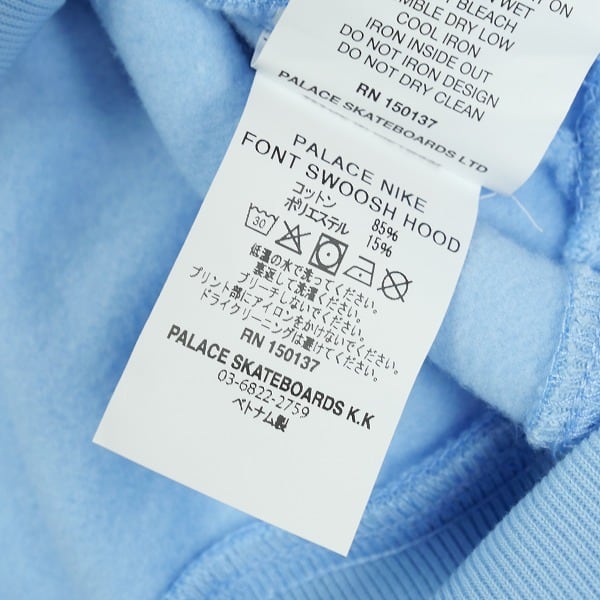 WET
BLEACH
TUMBLE DRY LOW
COOL IRON
IRON INSIDE OUT
DO NOT IRON DESIGN
DO NOT DRY CLEAN
RN 150137
PALACE SKATEBOARDS LTD
PALACE NIKE
FONT SWOOSH HOOD
コットン 85%
ポリエステル 15%
30
低温の水で洗ってください。
裏返して洗濯ください。
ブリーチしないでください。
プリント部にアイロンをかけないでください。
ドライクリーニングは避けてください。
RN 150137
PALACE SKATEBOARDS K.K
03-6822-2759
ベトナム製